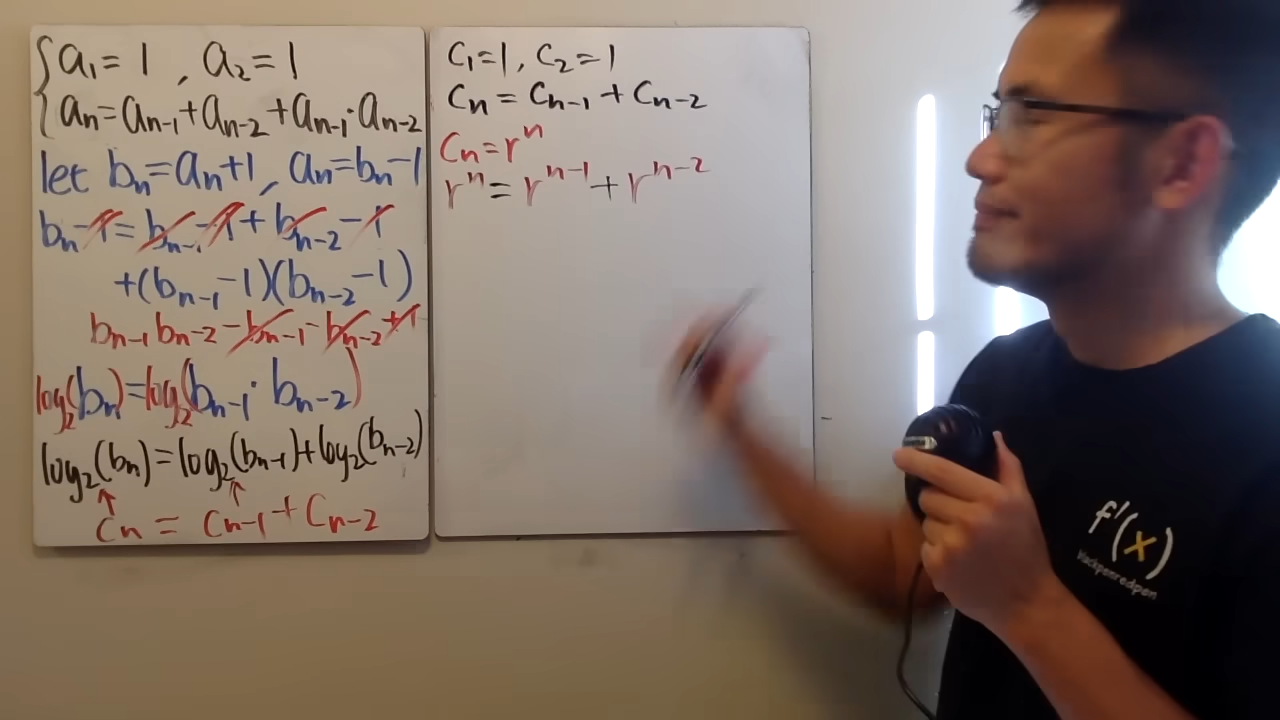 a₁ = 1 , a₂ = 1
aₙ = aₙ₋₁ + aₙ₋₂ + aₙ₋₁ · aₙ₋₂
let bₙ = aₙ + 1 , aₙ = bₙ - 1
bₙ - 1 = bₙ₋₁ - 1 + bₙ₋₂ - 1
+ (bₙ₋₁ - 1)(bₙ₋₂ - 1)
bₙ₋₁ bₙ₋₂ - bₙ₋₁ - bₙ₋₂ + 1
log₂(bₙ) = log₂(bₙ₋₁ · bₙ₋₂)
log₂(bₙ) = log₂(bₙ₋₁) + log₂(bₙ₋₂)
↑ ↑
cₙ = cₙ₋₁ + cₙ₋₂
c₁ = 1 , c₂ = 1
cₙ = cₙ₋₁ + cₙ₋₂
cₙ = rⁿ
rⁿ = rⁿ⁻¹ + rⁿ⁻²
f'(x)
blackpenredpen